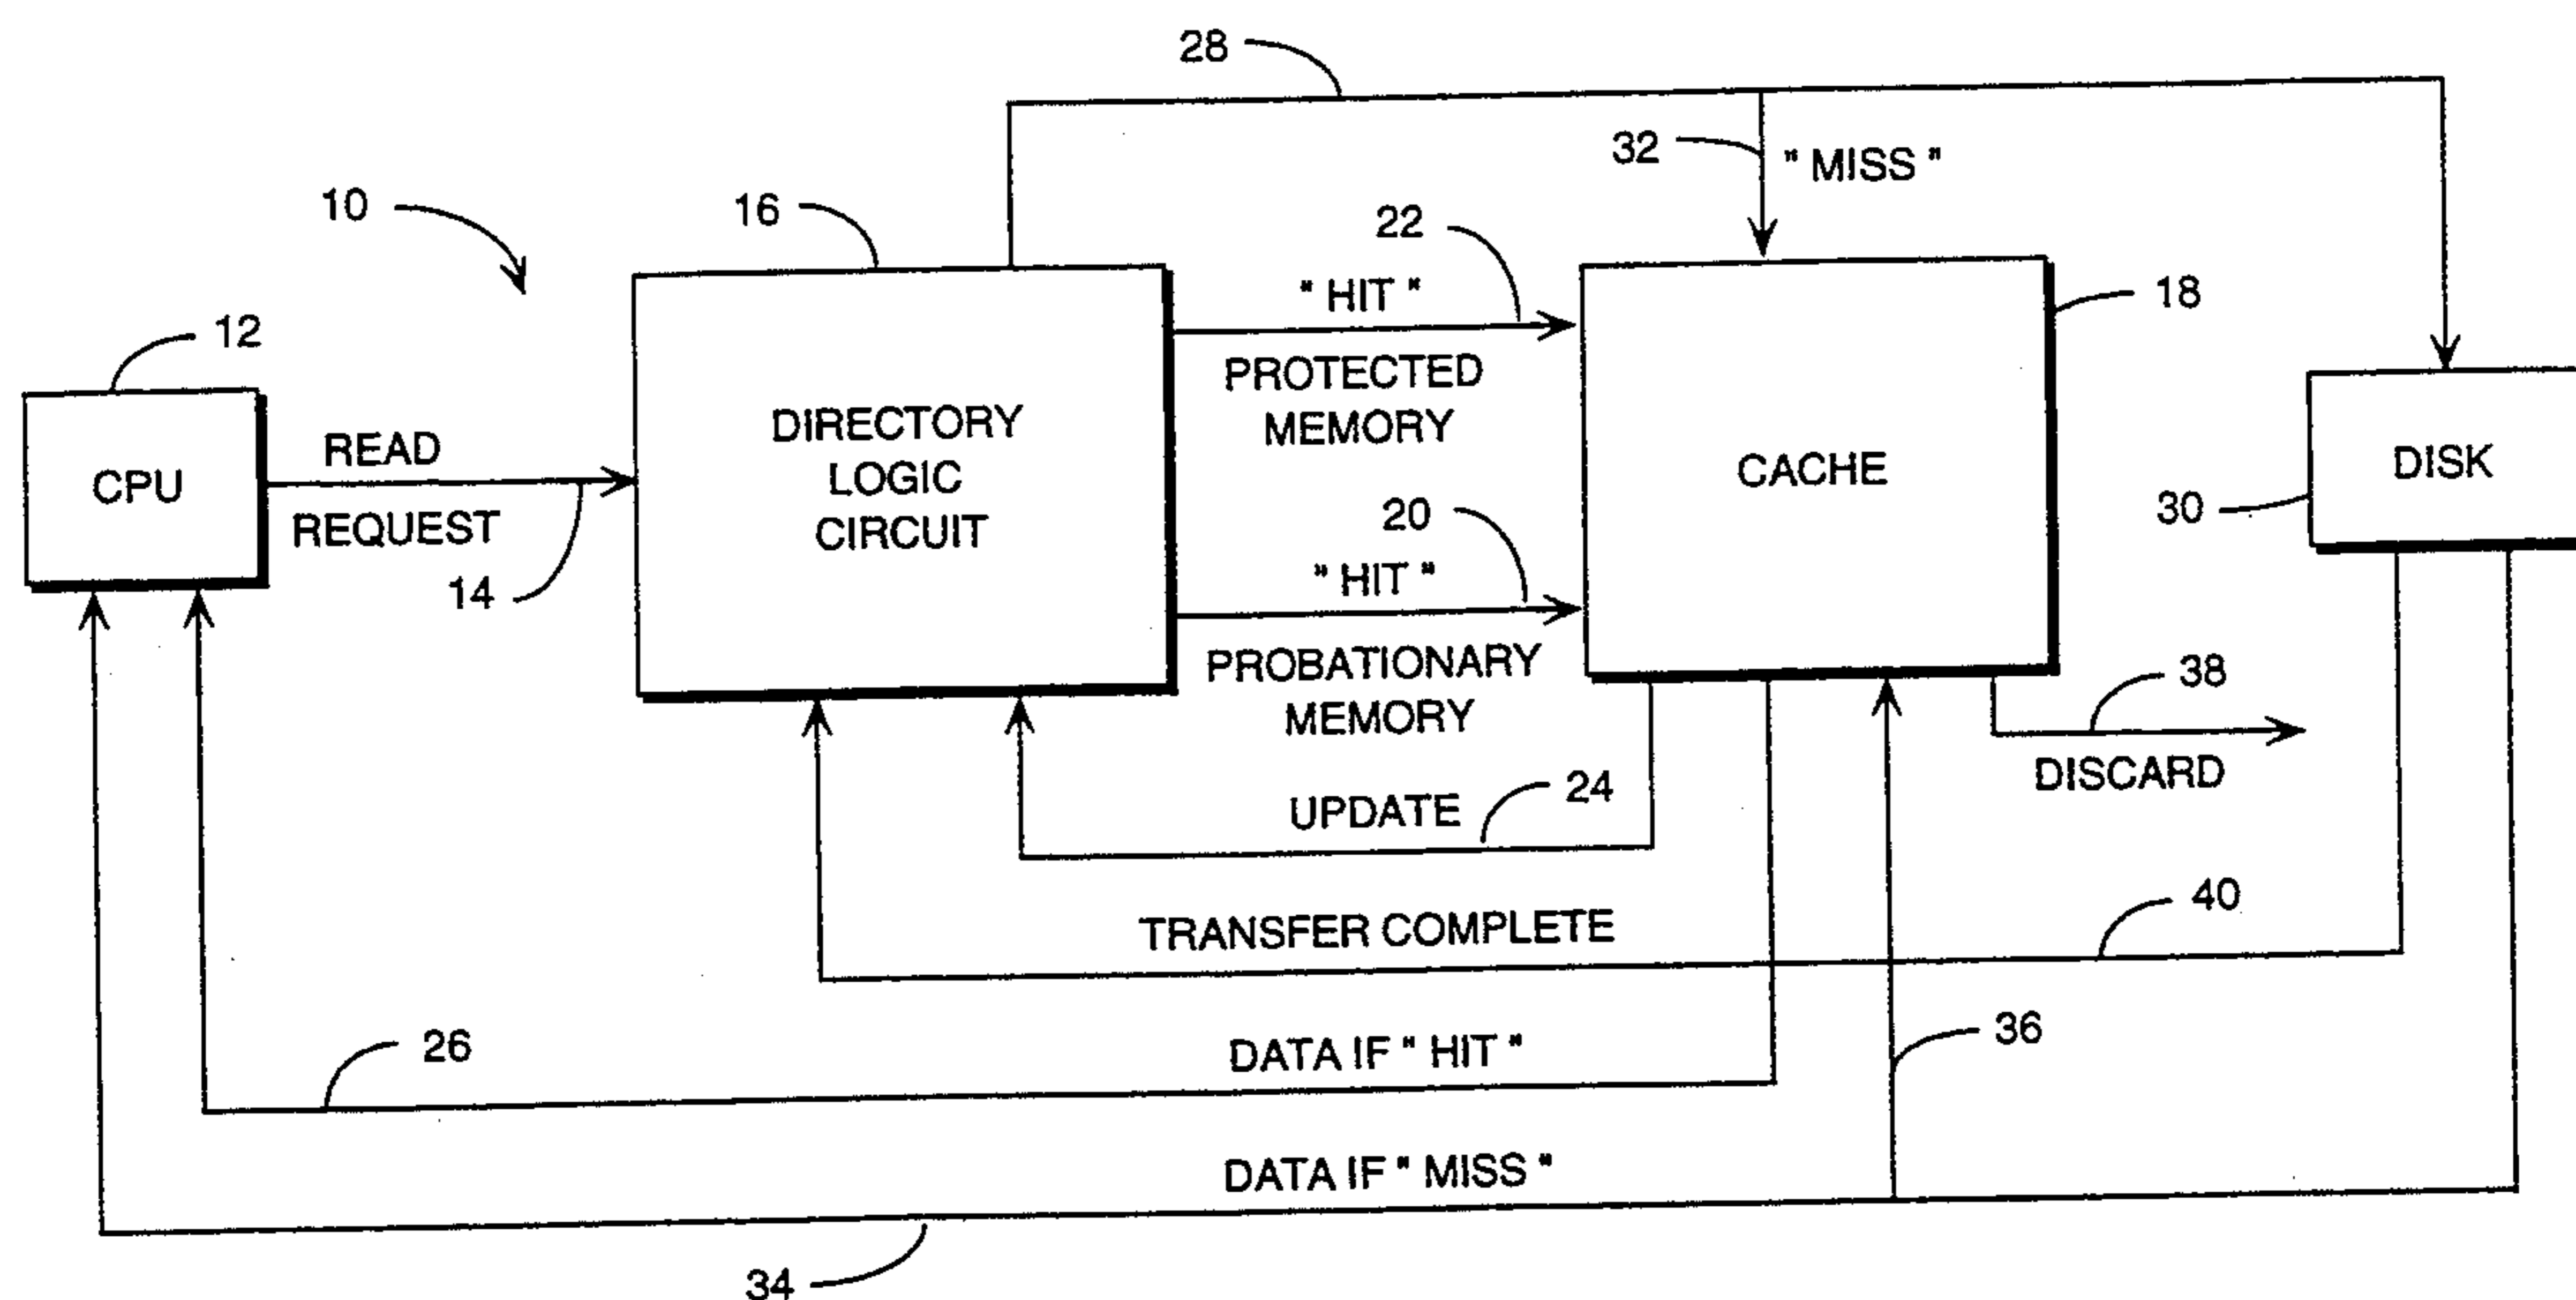 28
32
" MISS "
10
16
22
" HIT "
18
12
PROTECTED
MEMORY
READ
REQUEST
CPU
DIRECTORY
LOGIC
CIRCUIT
CACHE
DISK
30
20
14
" HIT "
PROBATIONARY
MEMORY
38
DISCARD
24
UPDATE
40
TRANSFER COMPLETE
36
26
DATA IF " HIT "
DATA IF " MISS "
34